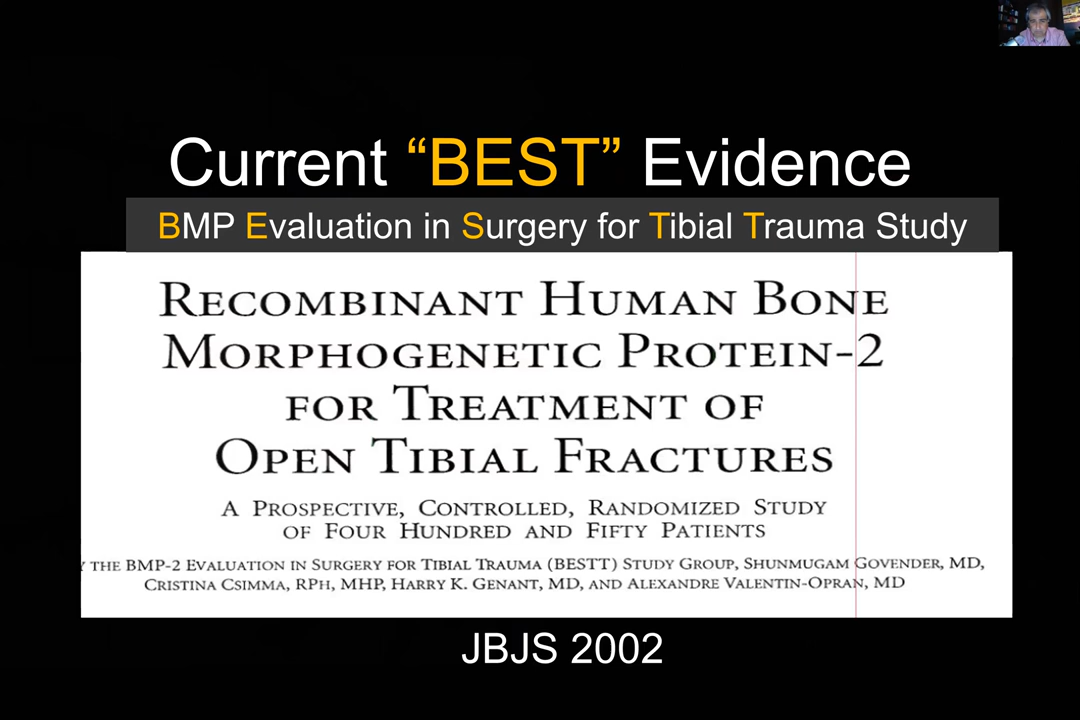 Current “BEST” Evidence
BMP Evaluation in Surgery for Tibial Trauma Study
RECOMBINANT HUMAN BONE
MORPHOGENETIC PROTEIN-2
FOR TREATMENT OF
OPEN TIBIAL FRACTURES
A PROSPECTIVE, CONTROLLED, RANDOMIZED STUDY
OF FOUR HUNDRED AND FIFTY PATIENTS
THE BMP-2 EVALUATION IN SURGERY FOR TIBIAL TRAUMA (BESTT) STUDY GROUP, SHUNMUGAM GOVENDER, MD,
CRISTINA CSIMMA, RPH, MHP, HARRY K. GENANT, MD, AND ALEXANDRE VALENTIN-OPRAN, MD
JBJS 2002